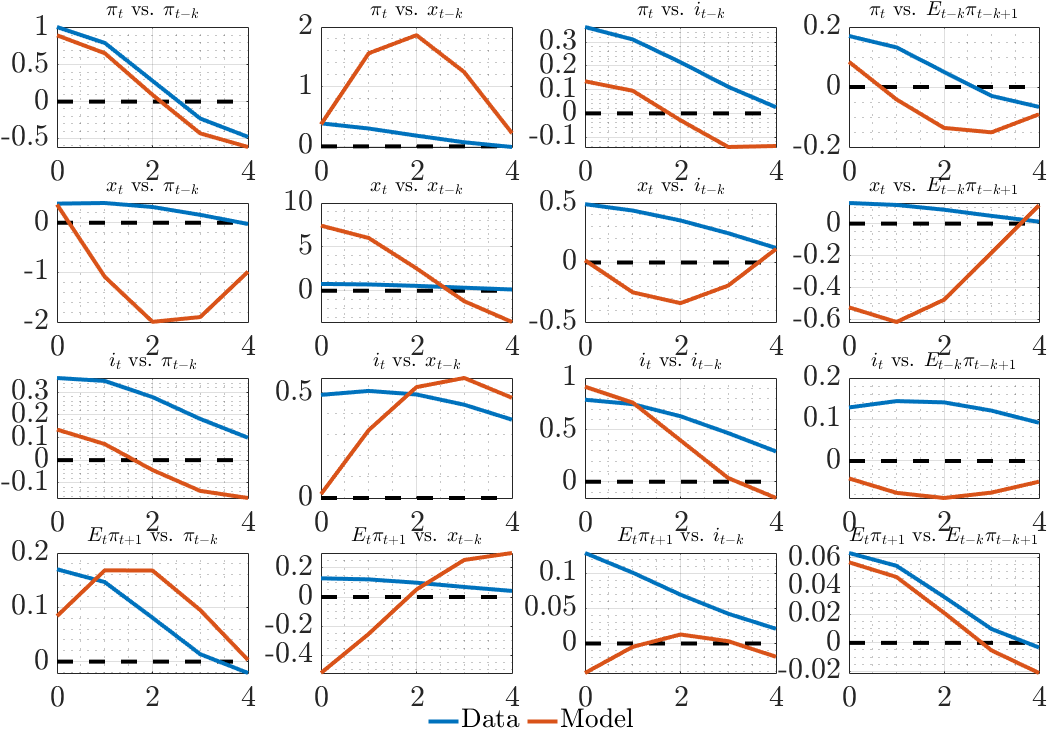 π_t vs. π_{t−k}
π_t vs. x_{t−k}
π_t vs. i_{t−k}
π_t vs. E_{t−k}π_{t−k+1}
1
0.5
0
-0.5
0 2 4
2
1
0
0 2 4
0.3
0.2
0.1
0
-0.1
0 2 4
0.2
0
-0.2
0 2 4
x_t vs. π_{t−k}
x_t vs. x_{t−k}
x_t vs. i_{t−k}
x_t vs. E_{t−k}π_{t−k+1}
0
-1
-2
0 2 4
10
5
0
0 2 4
0.5
0
-0.5
0 2 4
0
-0.2
-0.4
-0.6
0 2 4
i_t vs. π_{t−k}
i_t vs. x_{t−k}
i_t vs. i_{t−k}
i_t vs. E_{t−k}π_{t−k+1}
0.3
0.2
0.1
0
-0.1
0 2 4
0.5
0
0 2 4
1
0.5
0
0 2 4
0.2
0.1
0
0 2 4
E_tπ_{t+1} vs. π_{t−k}
E_tπ_{t+1} vs. x_{t−k}
E_tπ_{t+1} vs. i_{t−k}
E_tπ_{t+1} vs. E_{t−k}π_{t−k+1}
0.2
0.1
0
0 2 4
0.2
0
-0.2
-0.4
0 2 4
0.1
0.05
0
0 2 4
0.06
0.04
0.02
0
-0.02
0 2 4
Data Model